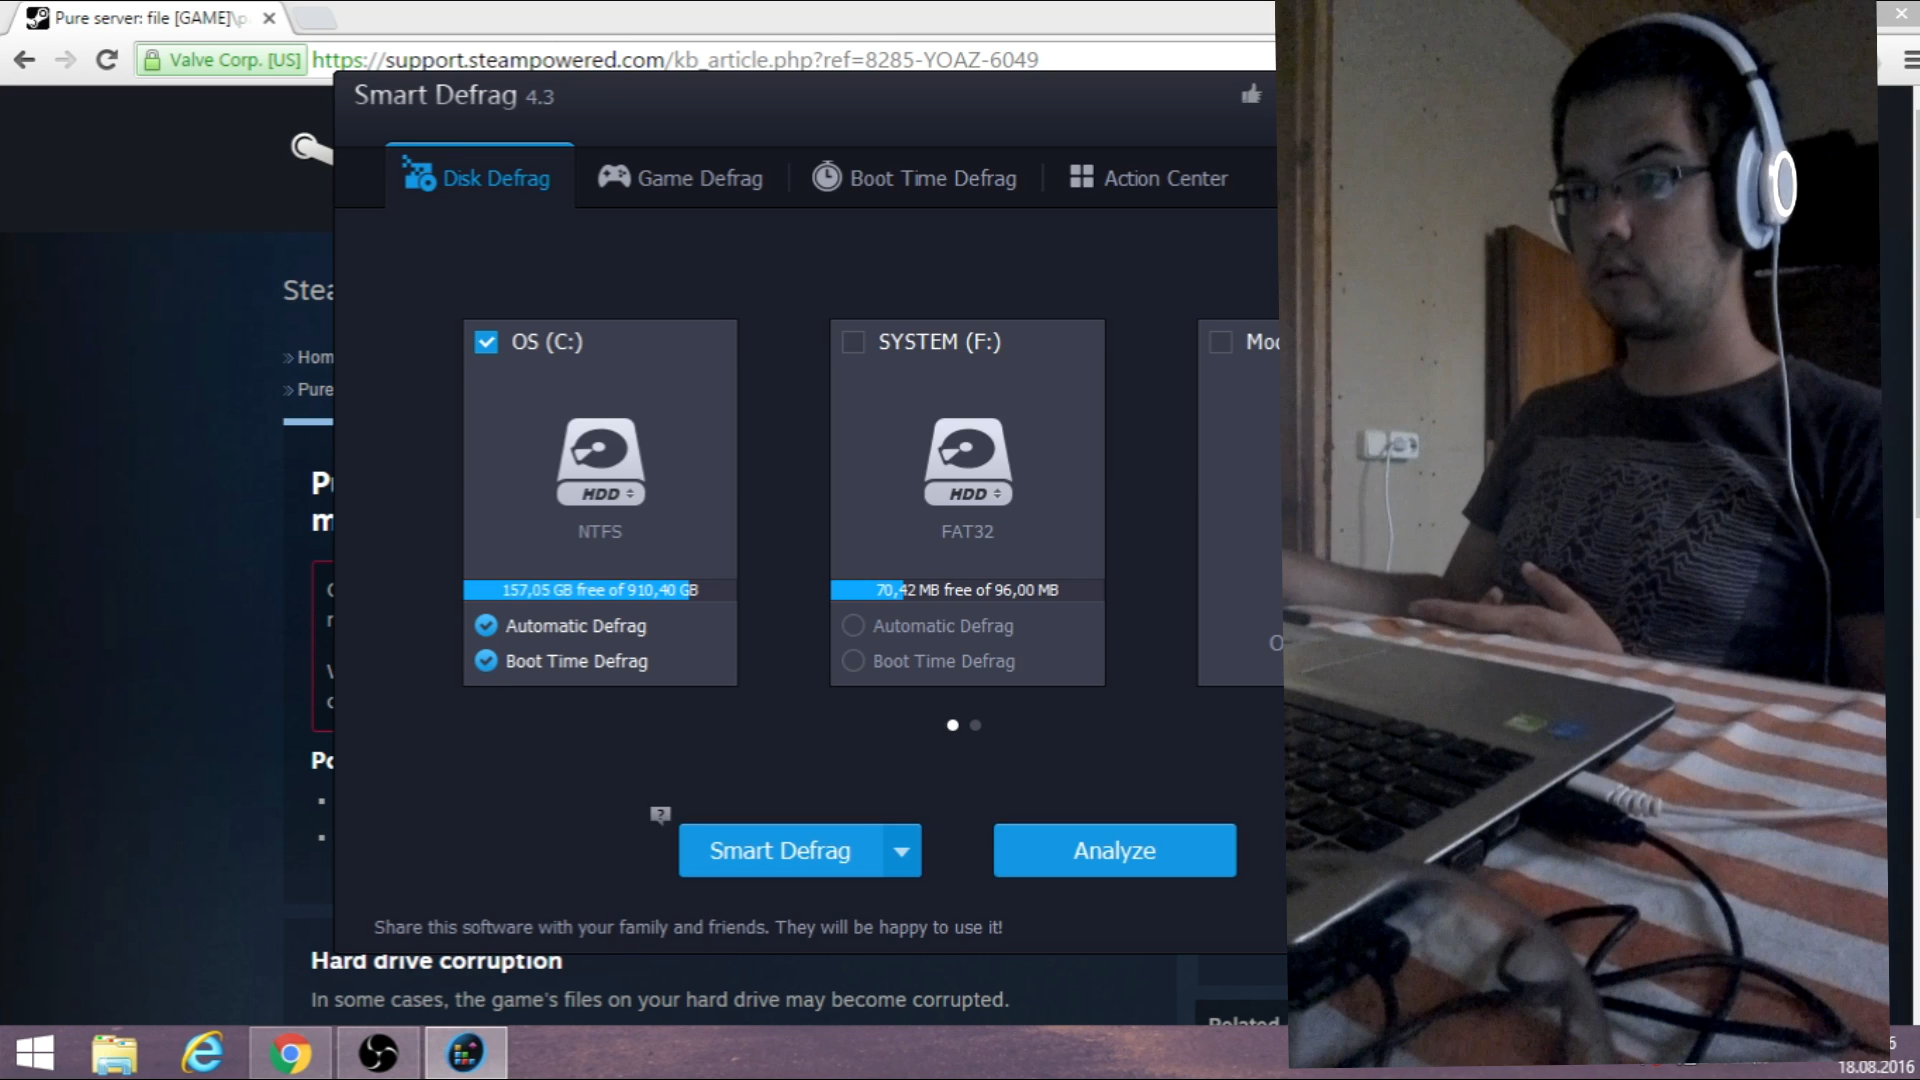 Pure server: file [GAME]\p
Valve Corp. [US]
https://support.steampowered.com/kb_article.php?ref=8285-YOAZ-6049
Smart Defrag 4.3
Disk Defrag
Game Defrag
Boot Time Defrag
Action Center
Stea
» Hom
» Pure
OS (C:)
SYSTEM (F:)
HDD
HDD
NTFS
FAT32
157,05 GB free of 910,40 GB
70,42 MB free of 96,00 MB
Automatic Defrag
Automatic Defrag
Boot Time Defrag
Boot Time Defrag
Smart Defrag
Analyze
Share this software with your family and friends. They will be happy to use it!
Hard drive corruption
In some cases, the game's files on your hard drive may become corrupted.
Related
18.08.2016